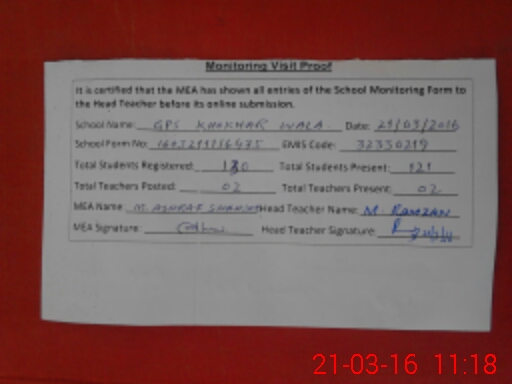 Monitoring Visit Proof
It is certified that the MEA has shown all entries of the School Monitoring Form to
the Head Teacher before its online submission.
School Name: GPS KHOKHAR WALA. Date: 21/03/2016
School Form No: EMIS Code: 32330219
Total Students Registered: 130 Total Students Present: 121
Total Teachers Posted: 02 Total Teachers Present: 02
MEA Name: M. ASHRAF Head Teacher Name: M. RAMZAN
MEA Signature: Head Teacher Signature:
21-03-16 11:18